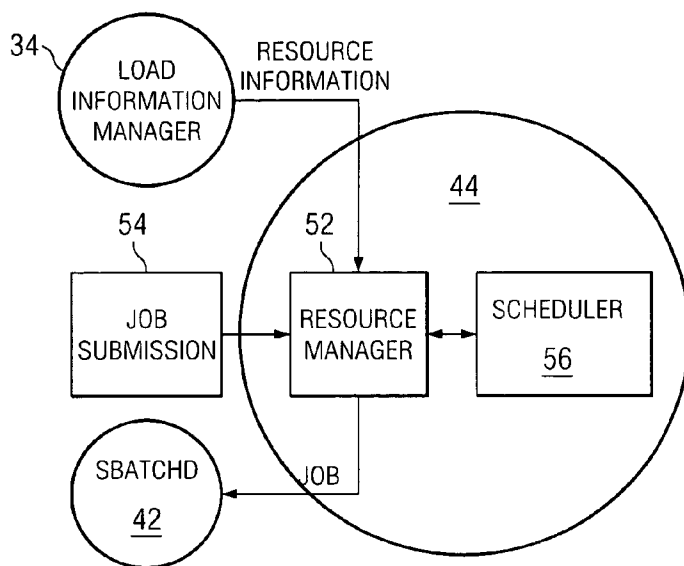 34
LOAD
INFORMATION
MANAGER
RESOURCE
INFORMATION
44
54
JOB
SUBMISSION
52
RESOURCE
MANAGER
SCHEDULER
56
SBATCHD
42
JOB